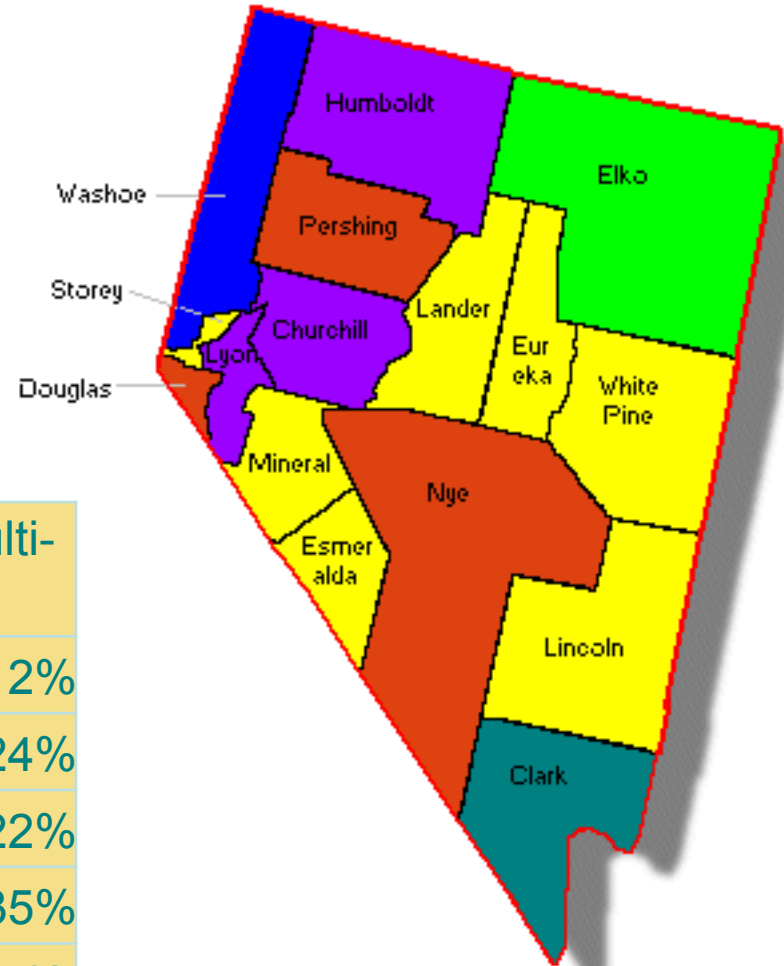 Humboldt
Elko
Washoe
Pershing
Storey
Lander
Churchill
Eur
eka
Lyon
White
Pine
Douglas
Mineral
Nye
Esmer
alda
Lincoln
Clark
lti-
2%
24%
22%
35%